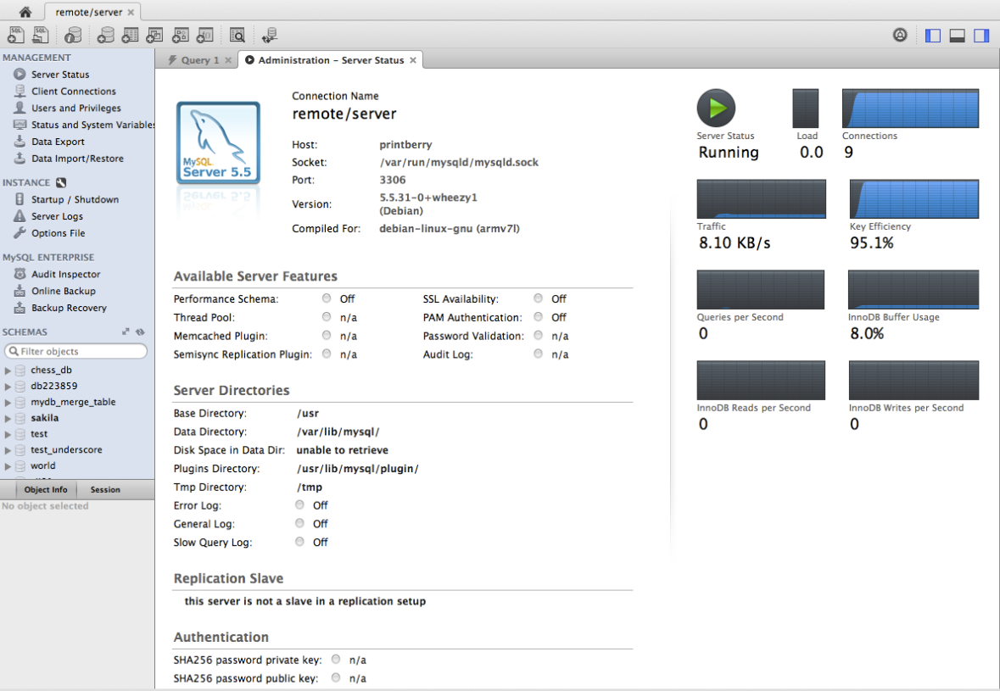 remote/server
MANAGEMENT
Server Status
Client Connections
Users and Privileges
Status and System Variables
Data Export
Data Import/Restore
INSTANCE
Startup / Shutdown
Server Logs
Options File
MySQL ENTERPRISE
Audit Inspector
Online Backup
Backup Recovery
SCHEMAS
Filter objects
chess_db
db223859
mydb_merge_table
sakila
test
test_underscore
world
Object Info Session
No object selected
Query 1 Administration - Server Status
MySQL
Server 5.5
Connection Name
remote/server
Host: printberry
Socket: /var/run/mysqld/mysqld.sock
Port: 3306
Version: 5.5.31-0+wheezy1
(Debian)
Compiled For: debian-linux-gnu (armv7l)
Available Server Features
Performance Schema: Off SSL Availability: Off
Thread Pool: n/a PAM Authentication: Off
Memcached Plugin: n/a Password Validation: n/a
Semisync Replication Plugin: n/a Audit Log: n/a
Server Directories
Base Directory: /usr
Data Directory: /var/lib/mysql/
Disk Space in Data Dir: unable to retrieve
Plugins Directory: /usr/lib/mysql/plugin/
Tmp Directory: /tmp
Error Log: Off
General Log: Off
Slow Query Log: Off
Replication Slave
this server is not a slave in a replication setup
Authentication
SHA256 password private key: n/a
SHA256 password public key: n/a
Server Status Load Connections
Running 0.0 9
Traffic Key Efficiency
8.10 KB/s 95.1%
Queries per Second InnoDB Buffer Usage
0 8.0%
InnoDB Reads per Second InnoDB Writes per Second
0 0